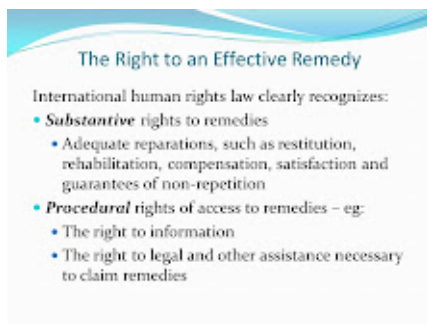 The Right to an Effective Remedy
International human rights law clearly recognizes:
• Substantive rights to remedies
• Adequate reparations, such as restitution,
rehabilitation, compensation, satisfaction and
guarantees of non-repetition
• Procedural rights of access to remedies – eg:
• The right to information
• The right to legal and other assistance necessary
to claim remedies